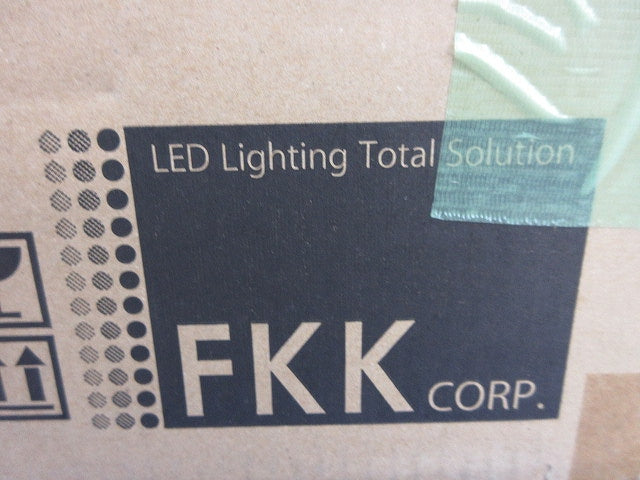 LED Lighting Total Solution
FKK CORP.